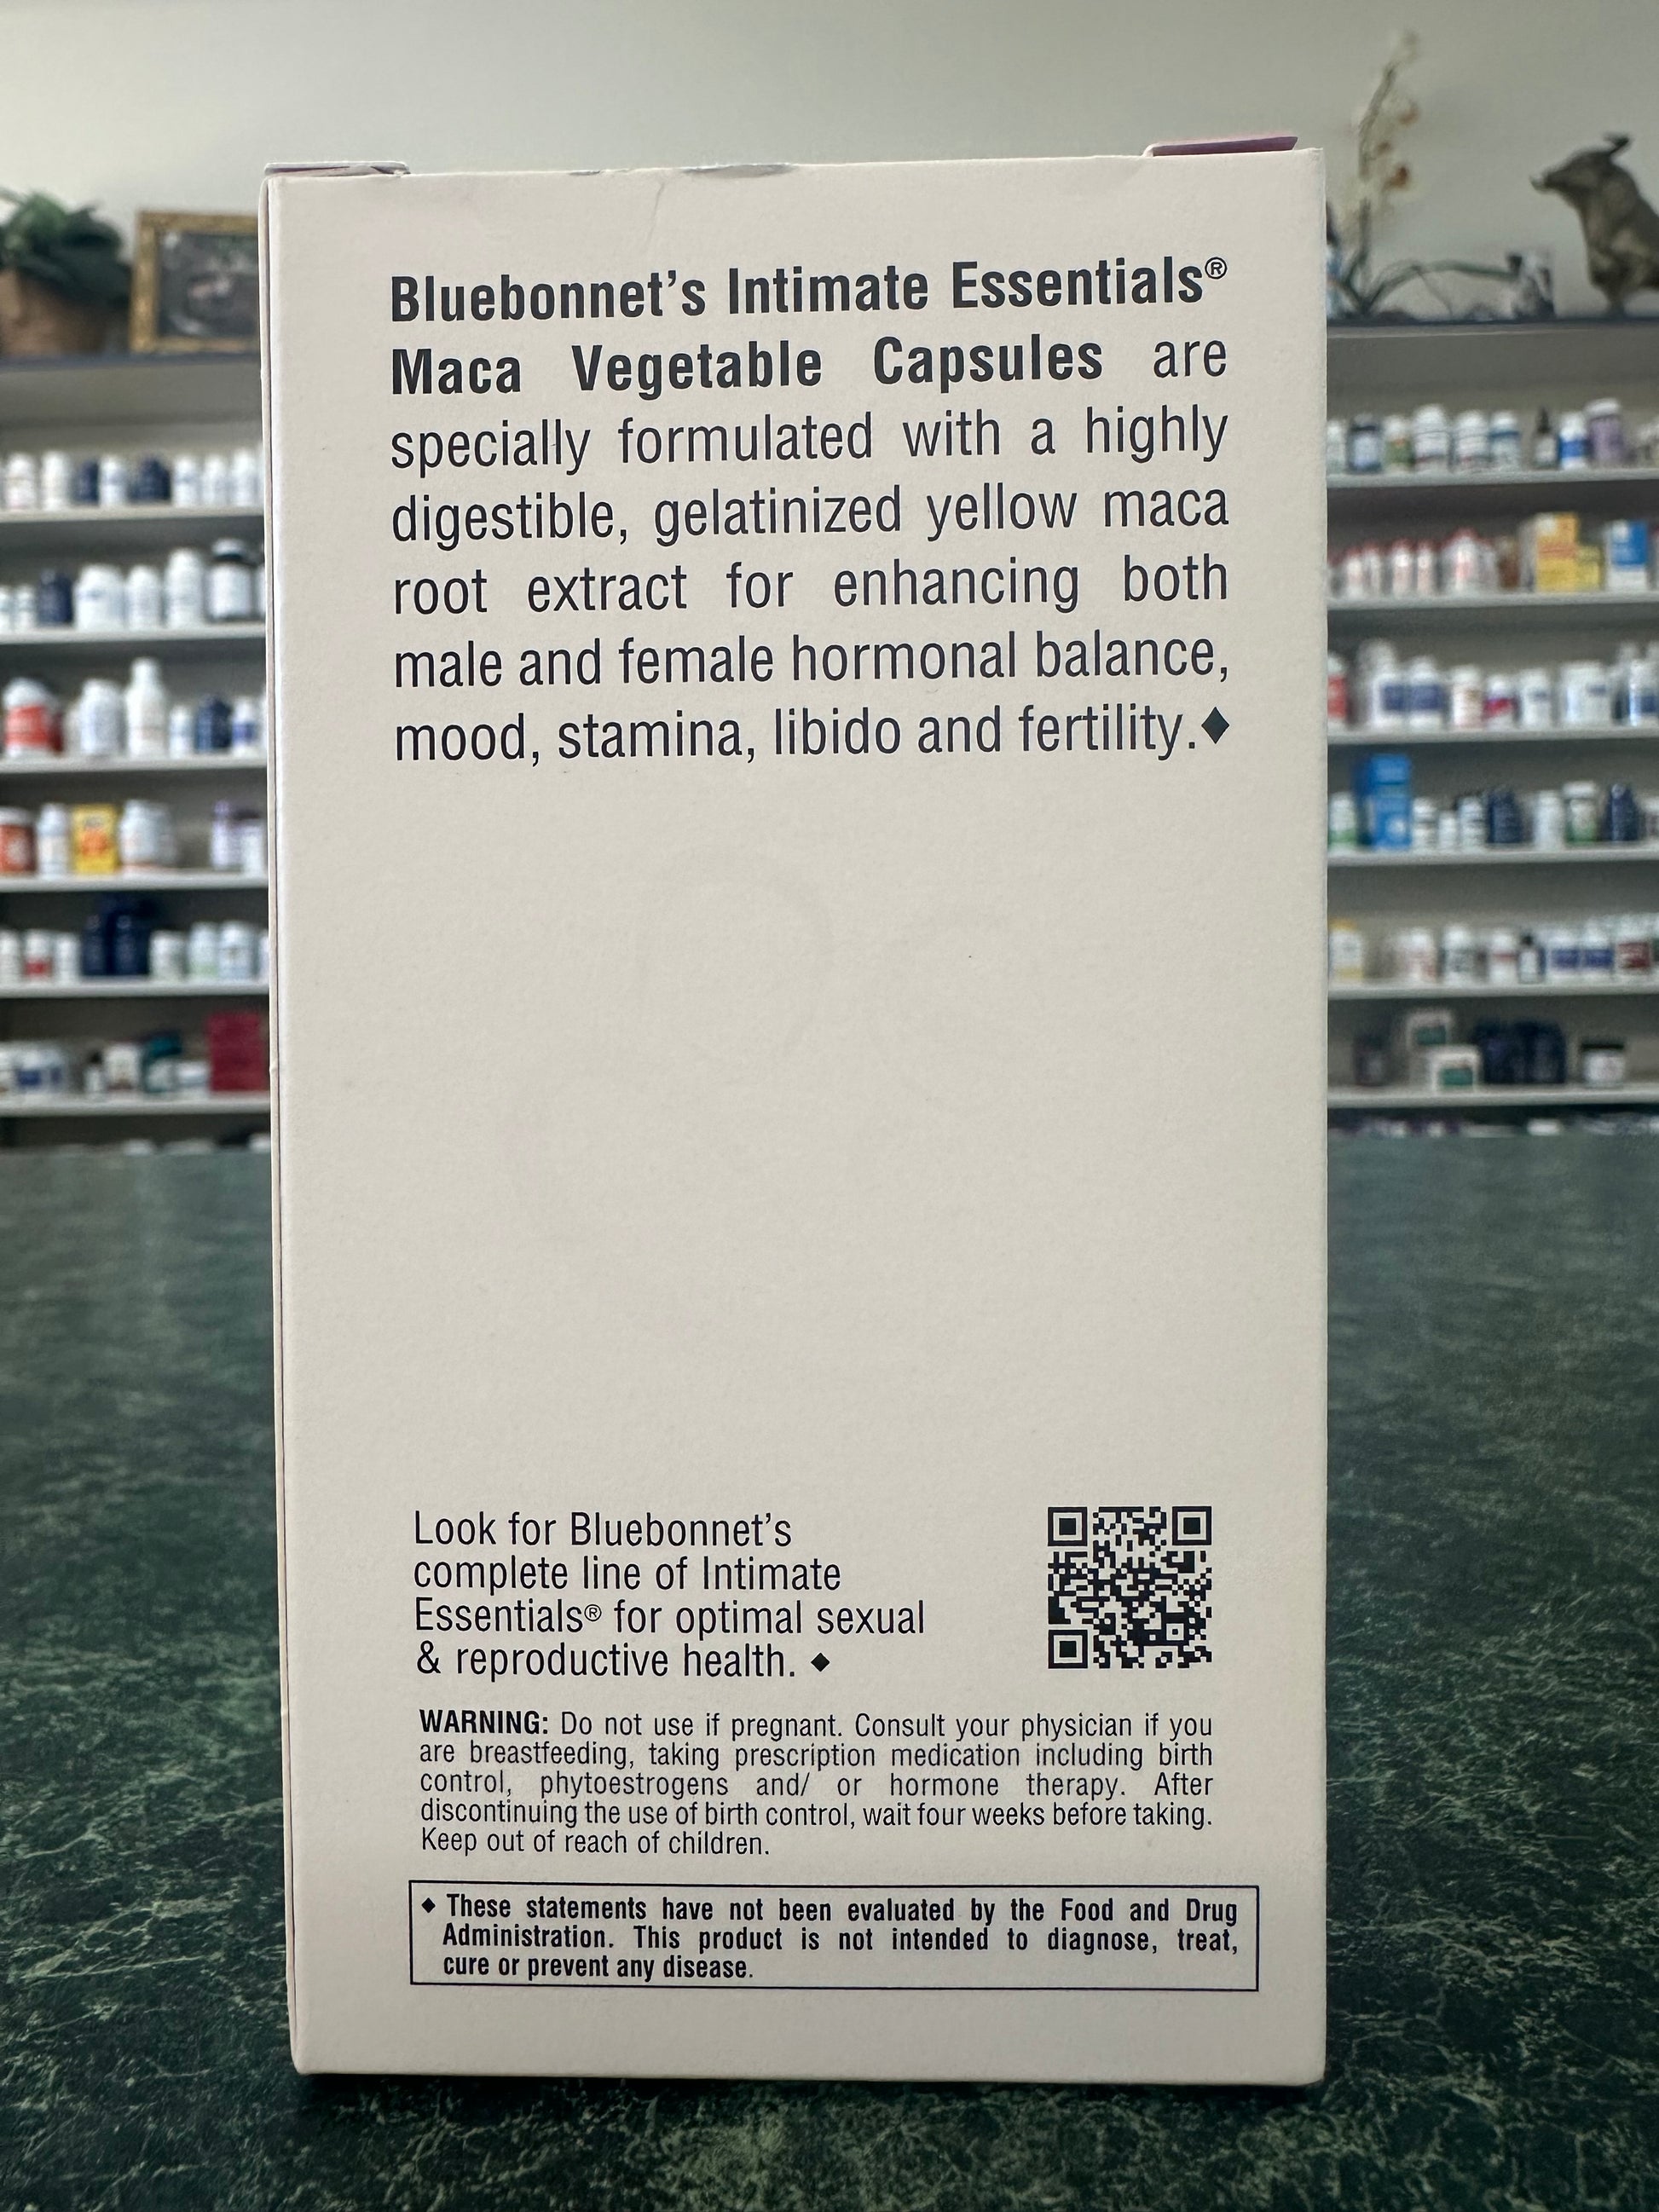 Bluebonnet's Intimate Essentials®
Maca Vegetable Capsules are
specially formulated with a highly
digestible, gelatinized yellow maca
root extract for enhancing both
male and female hormonal balance,
mood, stamina, libido and fertility.◆
Look for Bluebonnet's
complete line of Intimate
Essentials® for optimal sexual
& reproductive health. ◆
WARNING: Do not use if pregnant. Consult your physician if you
are breastfeeding, taking prescription medication including birth
control, phytoestrogens and/ or hormone therapy. After
discontinuing the use of birth control, wait four weeks before taking.
Keep out of reach of children.
◆ These statements have not been evaluated by the Food and Drug
Administration. This product is not intended to diagnose, treat,
cure or prevent any disease.